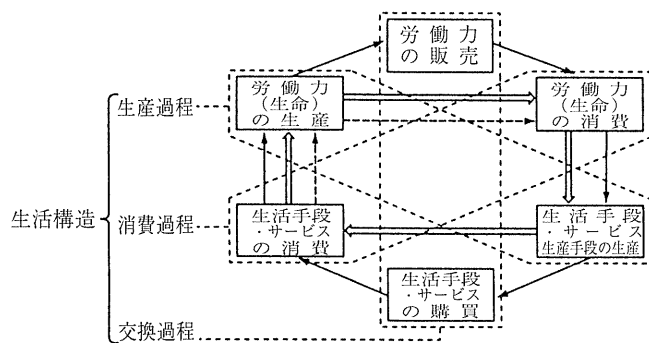 労働力
の販売
労働力
(生命)
の生産
労働力
(生命)
の消費
生産過程
生活構造
消費過程
生活手段
・サービス
の消費
生活手段
・サービス
生産手段の生産
生活手段
・サービス
の購買
交換過程